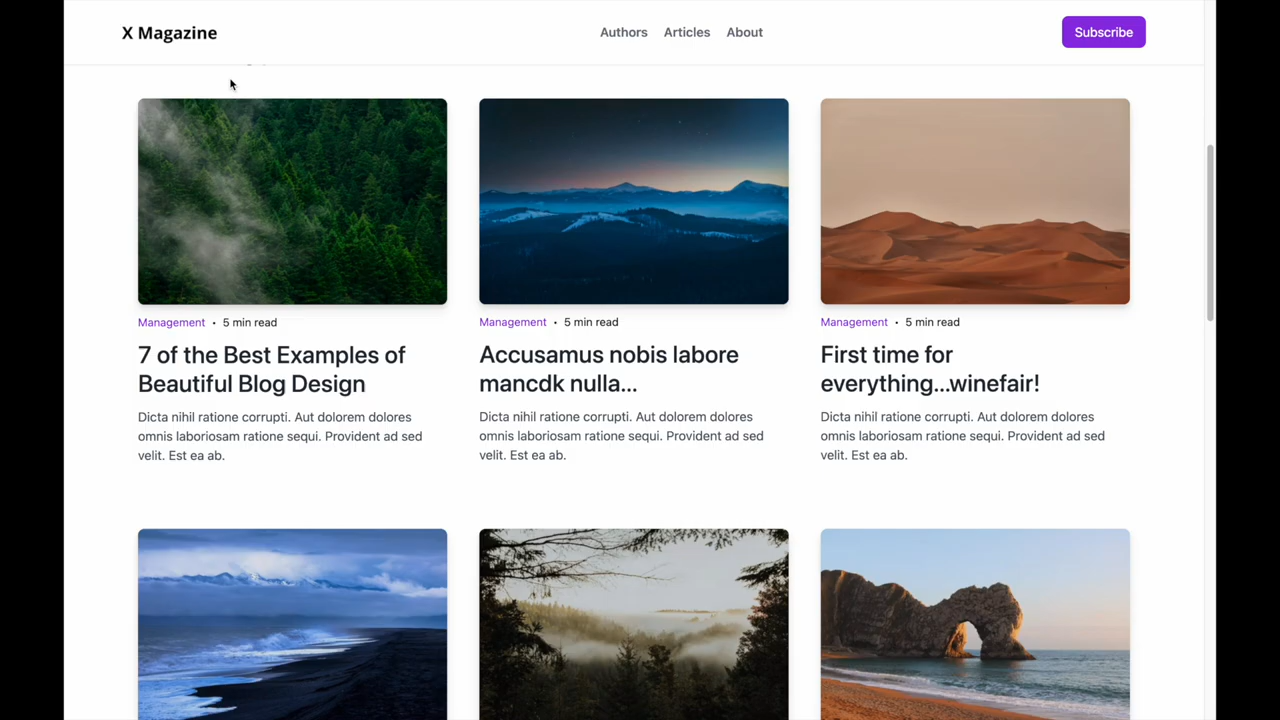 X Magazine
Authors
Articles
About
Subscribe
Management • 5 min read
7 of the Best Examples of
Beautiful Blog Design
Dicta nihil ratione corrupti. Aut dolorem dolores
omnis laboriosam ratione sequi. Provident ad sed
velit. Est ea ab.
Management • 5 min read
Accusamus nobis labore
mancdk nulla...
Dicta nihil ratione corrupti. Aut dolorem dolores
omnis laboriosam ratione sequi. Provident ad sed
velit. Est ea ab.
Management • 5 min read
First time for
everything...winefair!
Dicta nihil ratione corrupti. Aut dolorem dolores
omnis laboriosam ratione sequi. Provident ad sed
velit. Est ea ab.